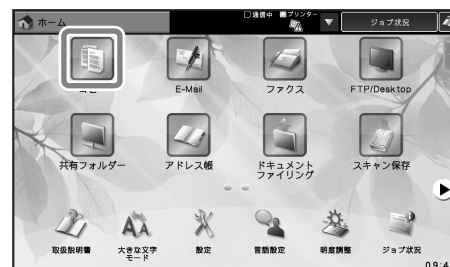 ホーム
通信中
プリンター
ジョブ状況
E-Mail
ファクス
FTP/Desktop
共有フォルダー
アドレス帳
ドキュメント
ファイリング
スキャン保存
取扱説明書
大きな文字
モード
設定
言語設定
明度調整
ジョブ状況